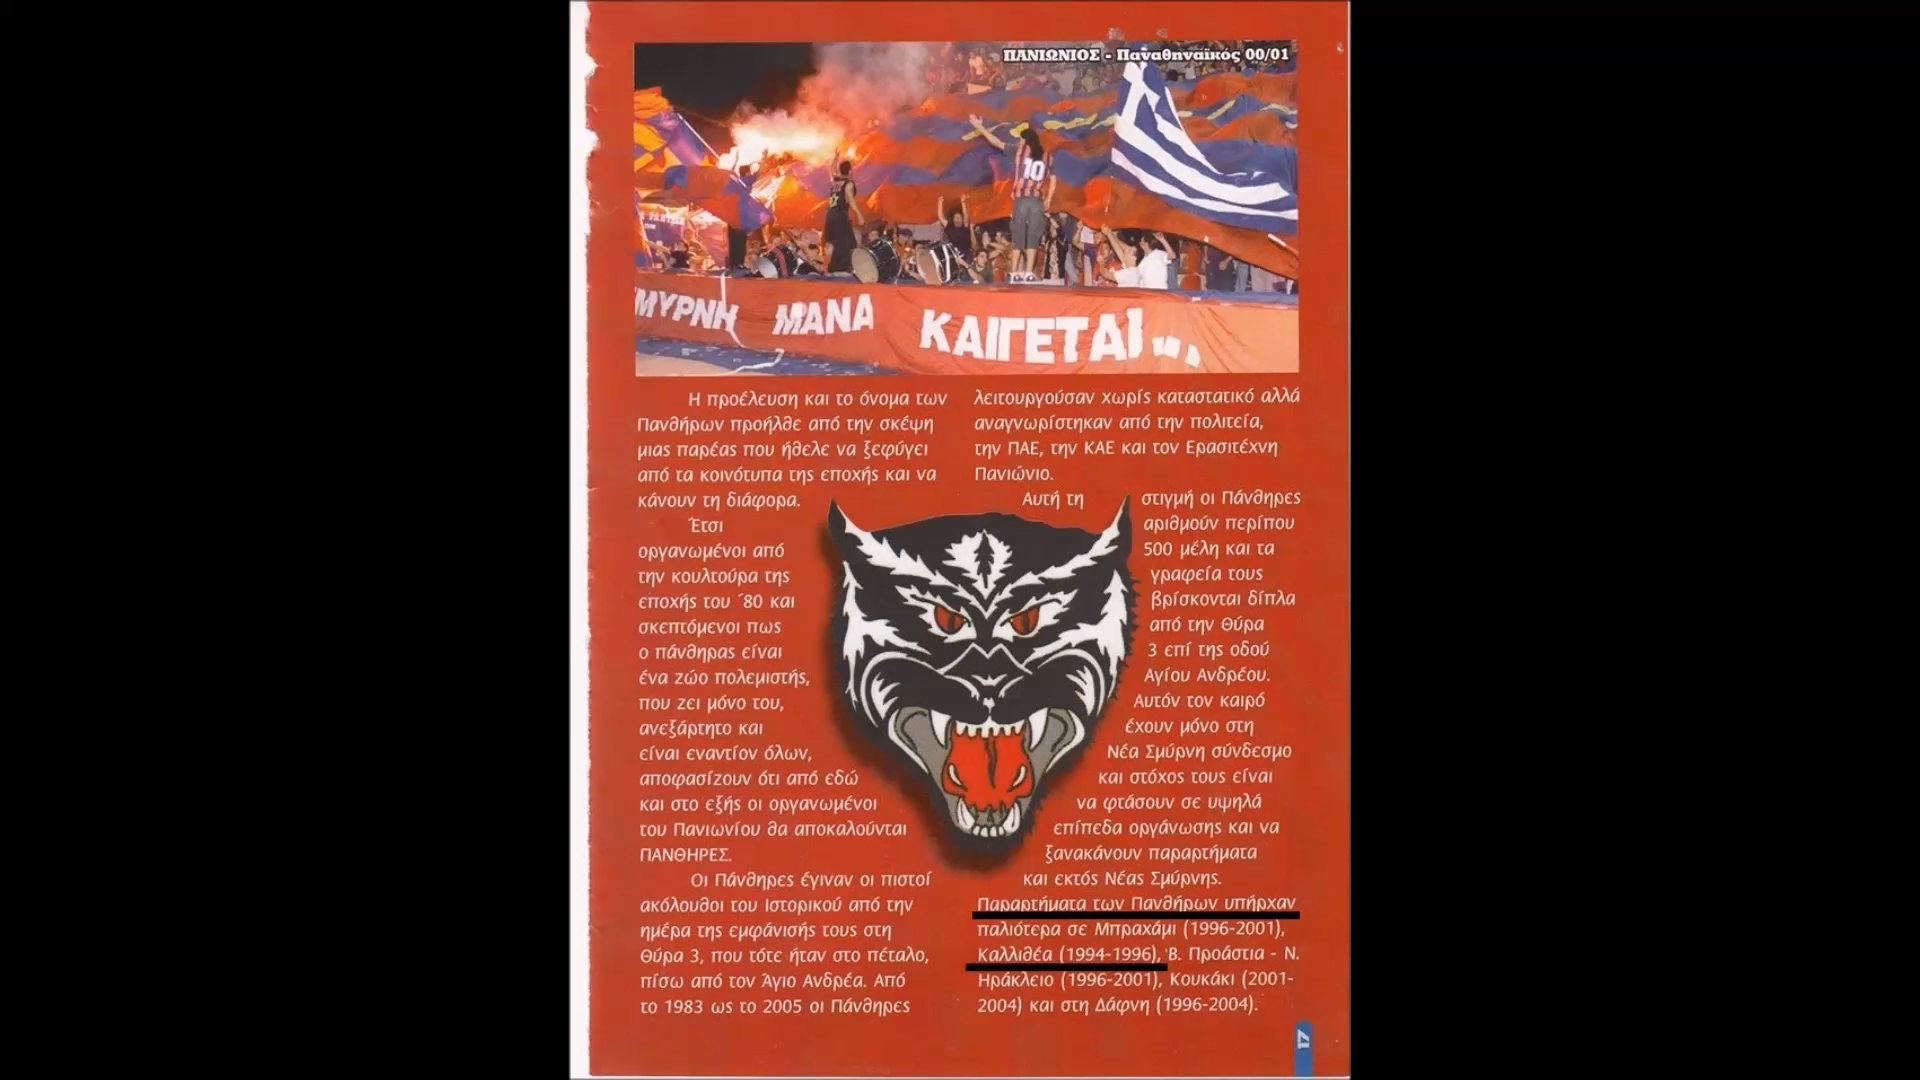 ΠΑΝΙΩΝΙΟΣ - Παναθηναϊκός 00/01
10
ΜΥΡΝΗ ΜΑΝΑ ΚΑΙΓΕΤΑΙ...
Η προέλευση και το όνομα των
Πανθήρων προήλθε από την σκέψη
μιας παρέας που ήθελε να ξεφύγει
από τα κοινότυπα της εποχής και να
κάνουν τη διάφορα.
Έτσι
οργανωμένοι από
την κουλτούρα της
εποχής του ΄80 και
σκεπτόμενοι πως
ο πάνθηρας είναι
ένα ζώο πολεμιστής,
που ζει μόνο του,
ανεξάρτητο και
είναι εναντίον όλων,
αποφασίζουν ότι από εδώ
και στο εξής οι οργανωμένοι
του Πανιωνίου θα αποκαλούνται
ΠΑΝΘΗΡΕΣ.
Οι Πάνθηρες έγιναν οι πιστοί
ακόλουθοι του Ιστορικού από την
ημέρα της εμφάνισής τους στη
Θύρα 3, που τότε ήταν στο πέταλο,
πίσω από τον Άγιο Ανδρέα. Από
το 1983 ως το 2005 οι Πάνθηρες
λειτουργούσαν χωρίς καταστατικό αλλά
αναγνωρίστηκαν από την πολιτεία,
την ΠΑΕ, την ΚΑΕ και τον Ερασιτέχνη
Πανιώνιο.
Αυτή τη στιγμή οι Πάνθηρες
αριθμούν περίπου
500 μέλη και τα
γραφεία τους
βρίσκονται δίπλα
από την Θύρα
3 επί της οδού
Αγίου Ανδρέου.
Αυτόν τον καιρό
έχουν μόνο στη
Νέα Σμύρνη σύνδεσμο
και στόχος τους είναι
να φτάσουν σε υψηλά
επίπεδα οργάνωσης και να
ξανακάνουν παραρτήματα
και εκτός Νέας Σμύρνης.
Παραρτήματα των Πανθήρων υπήρχαν
παλιότερα σε Μπραχάμι (1996-2001),
Καλλιθέα (1994-1996), 'Β. Προάστια - Ν.
Ηράκλειο (1996-2001), Κουκάκι (2001-
2004) και στη Δάφνη (1996-2004).
17